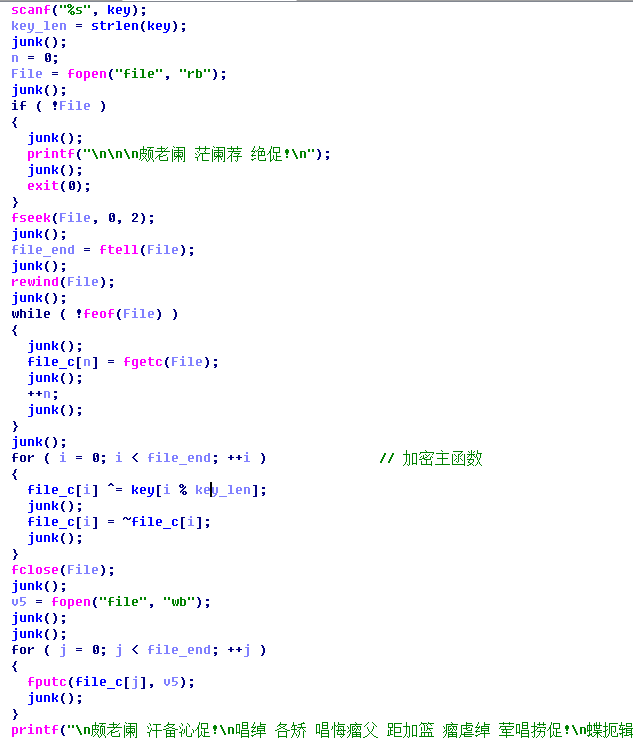 scanf("%s", key);
key_len = strlen(key);
junk();
n = 0;
File = fopen("file", "rb");
junk();
if ( !File )
{
junk();
printf("\n\n\n颇老阑 茫阑荐 绝促!\n");
junk();
exit(0);
}
fseek(File, 0, 2);
junk();
file_end = ftell(File);
junk();
rewind(File);
junk();
while ( !feof(File) )
{
junk();
file_c[n] = fgetc(File);
junk();
++n;
junk();
}
junk();
for ( i = 0; i < file_end; ++i ) // 加密主函数
{
file_c[i] ^= key[i % key_len];
junk();
file_c[i] = ~file_c[i];
junk();
}
fclose(File);
junk();
v5 = fopen("file", "wb");
junk();
junk();
for ( j = 0; j < file_end; ++j )
{
fputc(file_c[j], v5);
junk();
}
printf("\n颇老阑 汗备沁促!\n唱绰 各矫 唱悔瘤父 距加篮 瘤虐绰 荤唱捞促!\n蝶扼辑